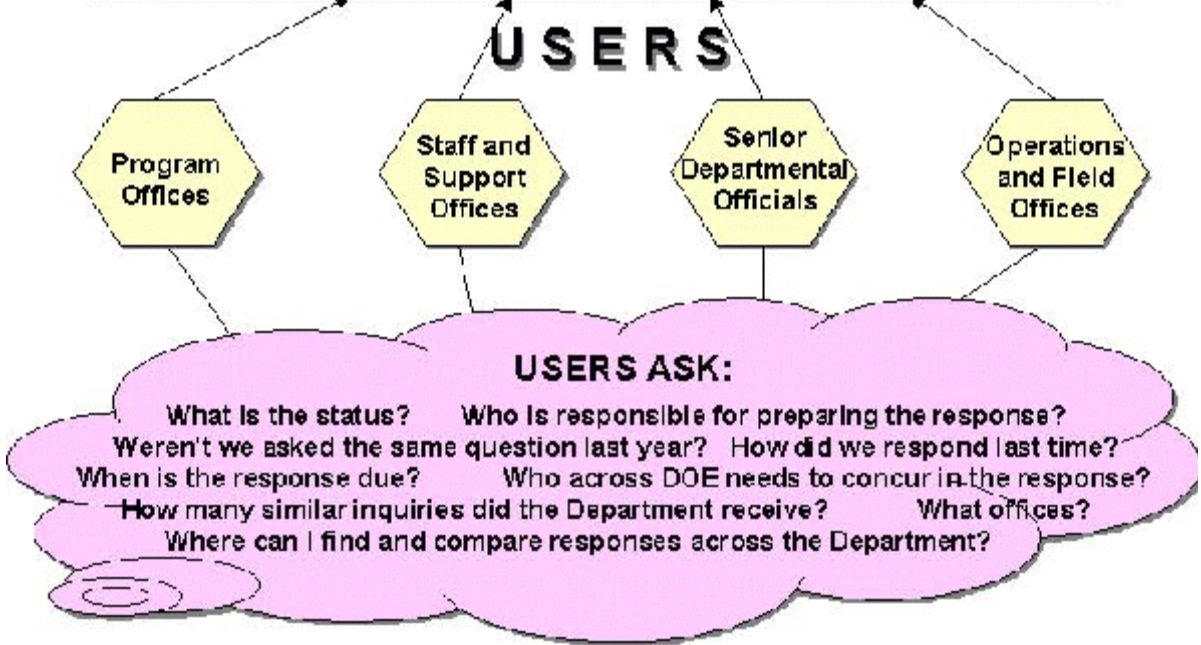 USERS
Program
Offices
Staff and
Support
Offices
Senior
Departmental
Officials
Operations
and Field
Offices
USERS ASK:
What is the status? Who is responsible for preparing the response?
Weren't we asked the same question last year? How did we respond last time?
When is the response due? Who across DOE needs to concur in the response?
How many similar inquiries did the Department receive? What offices?
Where can I find and compare responses across the Department?